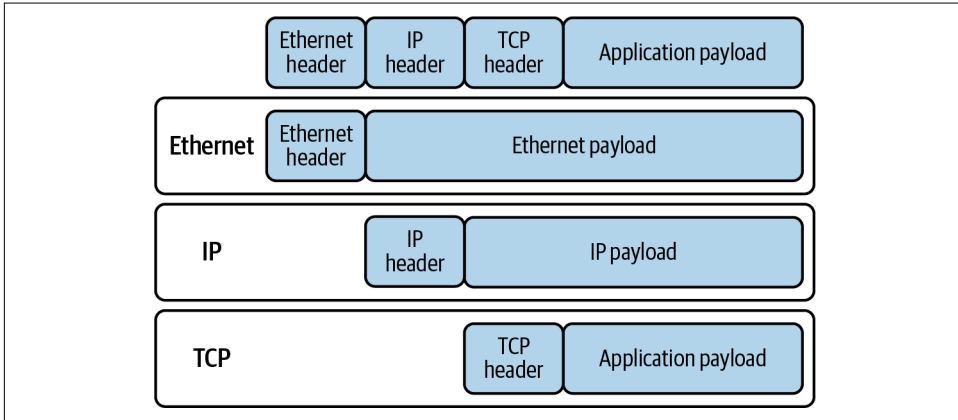 Ethernet header
IP header
TCP header
Application payload
Ethernet
Ethernet header
Ethernet payload
IP
IP header
IP payload
TCP
TCP header
Application payload